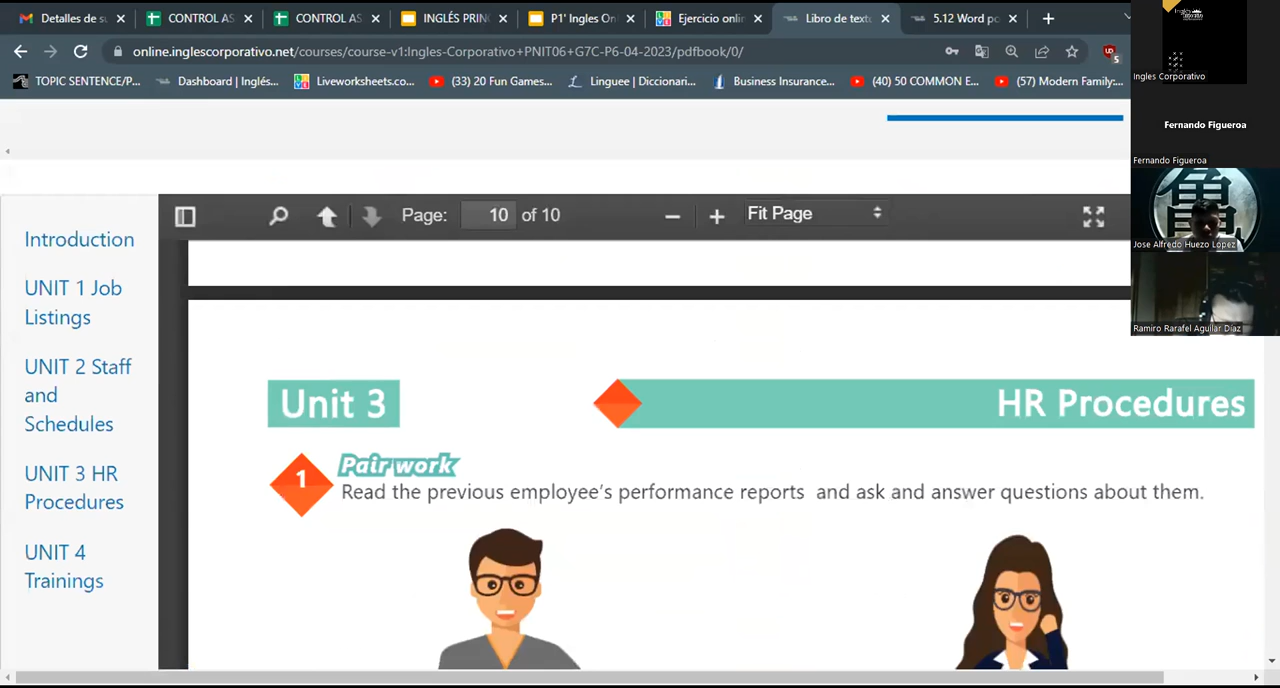 Detalles de su
CONTROL AS
CONTROL AS
INGLÉS PRIN
P1' Ingles On
Ejercicio onlin
Libro de textu
5.12 Word po
online.inglescorporativo.net/courses/course-v1:Ingles-Corporativo+PNIT06+G7C-P6-04-2023/pdfbook/0/
5
TOPIC SENTENCE/P...
Dashboard | Inglés...
Liveworksheets.co...
(33) 20 Fun Games...
Linguee | Diccionari...
Business Insurance...
(40) 50 COMMON E...
(57) Modern Family:...
Ingles Corporativo
Fernando Figueroa
Fernando Figueroa
Jose Alfredo Huezo Lopez
Ramiro Rarafel Aguilar Díaz
Page: 10 of 10
Fit Page
Introduction
UNIT 1 Job
Listings
UNIT 2 Staff
and
Schedules
UNIT 3 HR
Procedures
UNIT 4
Trainings
Unit 3
HR Procedures
1
Pair work
Read the previous employee's performance reports and ask and answer questions about them.